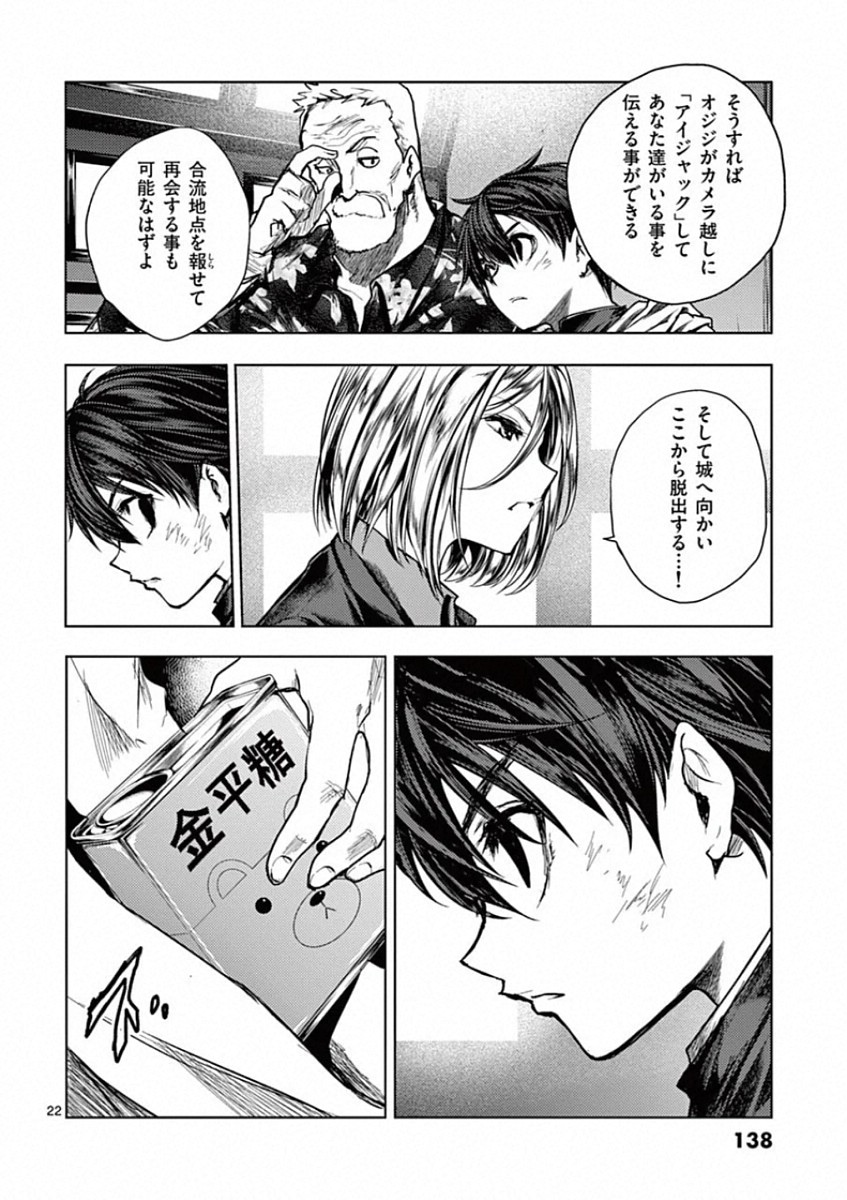 そうすれば
オジジがカメラ越しに
「アイジャック」して
あなた達がいる事を
伝える事ができる
合流地点を報せて
しら
再会する事も
可能なはずよ
そして城へ向かい
ここから脱出する…！
金平糖
ズッ
22
138